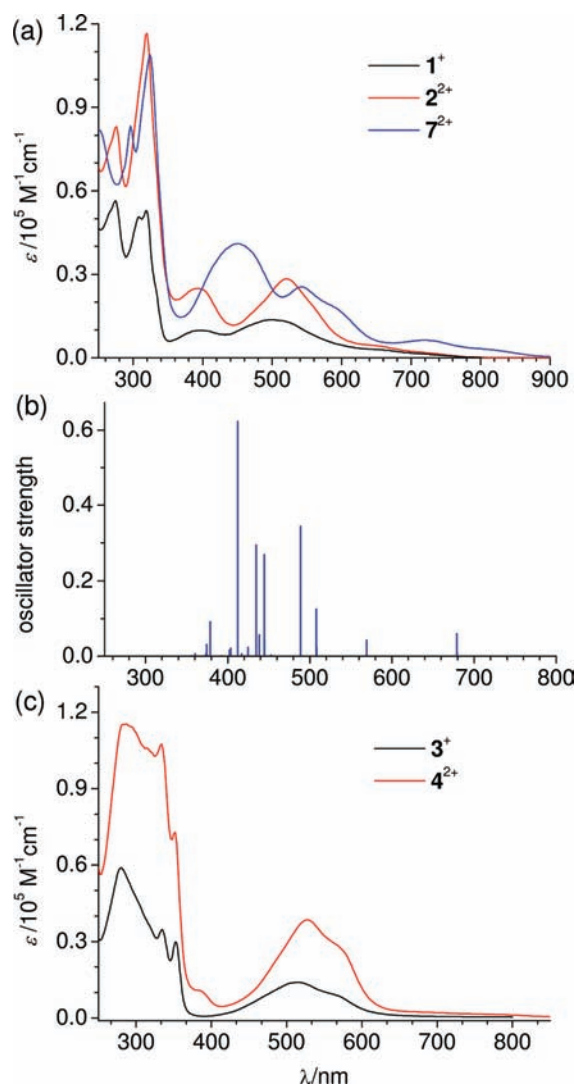 (a)
1.2
0.9
0.6
0.3
0.0
ε /10⁵ M⁻¹cm⁻¹
1⁺
2²⁺
7²⁺
300 400 500 600 700 800 900
(b)
0.6
0.4
0.2
0.0
oscillator strength
300 400 500 600 700 800
(c)
1.2
0.9
0.6
0.3
0.0
ε /10⁵ M⁻¹cm⁻¹
3⁺
4²⁺
300 400 500 600 700 800
λ/nm